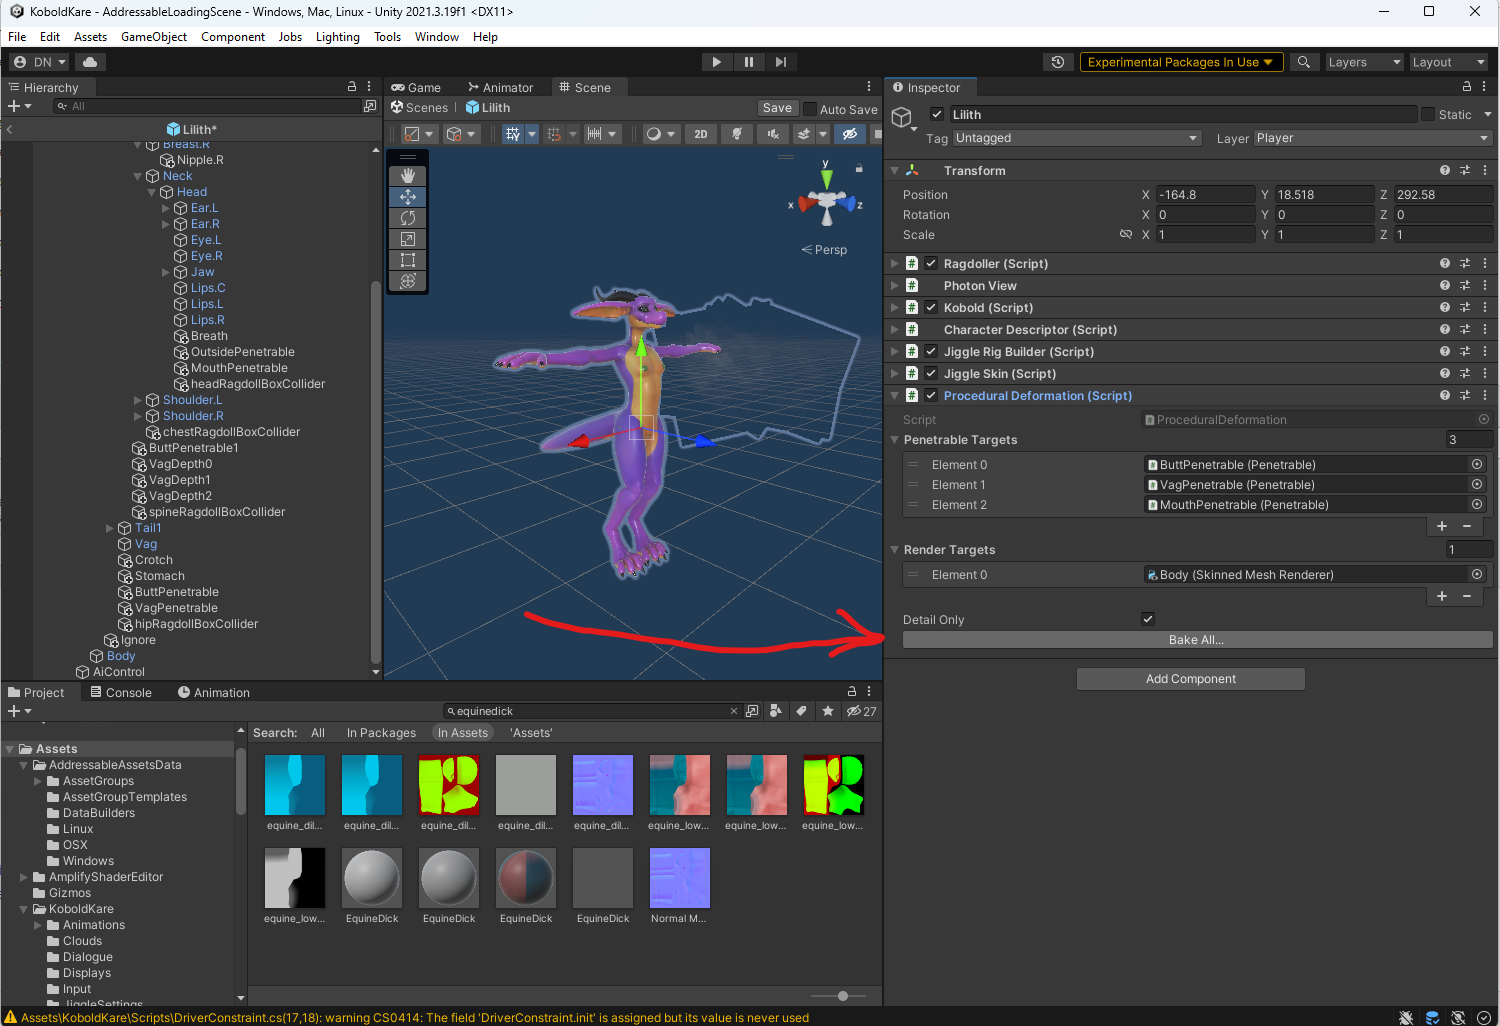 KoboldKare - AddressableLoadingScene - Windows, Mac, Linux - Unity 2021.3.19f1 <DX11>
File Edit Assets GameObject Component Jobs Lighting Tools Window Help
DN Experimental Packages In Use Layers Layout
Hierarchy
All
Lilith*
Breast.R
Nipple.R
Neck
Head
Ear.L
Ear.R
Eye.L
Eye.R
Jaw
Lips.C
Lips.L
Lips.R
Breath
OutsidePenetrable
MouthPenetrable
headRagdollBoxCollider
Shoulder.L
Shoulder.R
chestRagdollBoxCollider
ButtPenetrable1
VagDepth0
VagDepth1
VagDepth2
spineRagdollBoxCollider
Tail1
Vag
Crotch
Stomach
ButtPenetrable
VagPenetrable
hipRagdollBoxCollider
Ignore
Body
AiControl
Game Animator Scene
Scenes Lilith Save Auto Save
2D
y
x z
Persp
Inspector
Lilith Static
Tag Untagged Layer Player
Transform
Position X -164.8 Y 18.518 Z 292.58
Rotation X 0 Y 0 Z 0
Scale X 1 Y 1 Z 1
Ragdoller (Script)
Photon View
Kobold (Script)
Character Descriptor (Script)
Jiggle Rig Builder (Script)
Jiggle Skin (Script)
Procedural Deformation (Script)
Script ProceduralDeformation
Penetrable Targets 3
Element 0 ButtPenetrable (Penetrable)
Element 1 VagPenetrable (Penetrable)
Element 2 MouthPenetrable (Penetrable)
Render Targets 1
Element 0 Body (Skinned Mesh Renderer)
Detail Only
Bake All...
Add Component
Project Console Animation
equinedick 27
Assets
AddressableAssetsData
AssetGroups
AssetGroupTemplates
DataBuilders
Linux
OSX
Windows
AmplifyShaderEditor
Gizmos
KoboldKare
Animations
Clouds
Dialogue
Displays
Input
JiggleSettings
Search: All In Packages In Assets 'Assets'
equine_dil... equine_dil... equine_dil... equine_dil... equine_dil... equine_low... equine_low... equine_low...
equine_low... EquineDick EquineDick EquineDick EquineDick Normal M...
Assets\KoboldKare\Scripts\DriverConstraint.cs(17,18): warning CS0414: The field 'DriverConstraint.init' is assigned but its value is never used